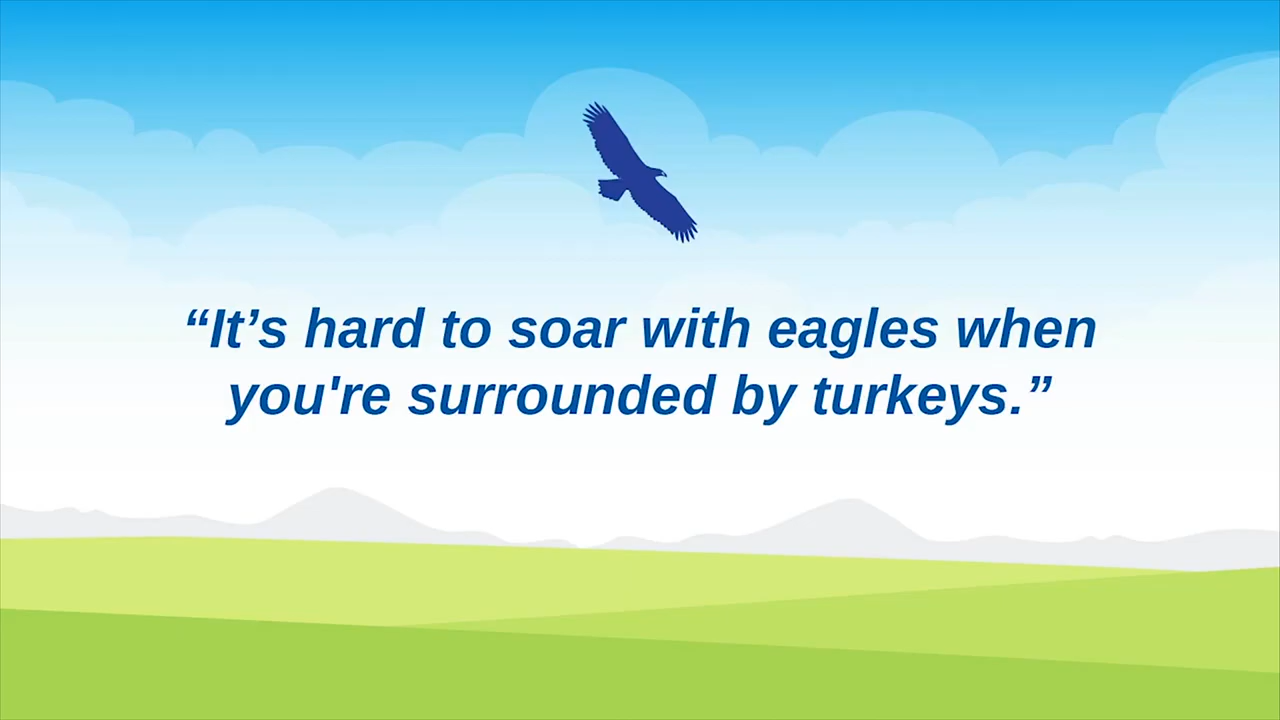 “It’s hard to soar with eagles when
you're surrounded by turkeys.”